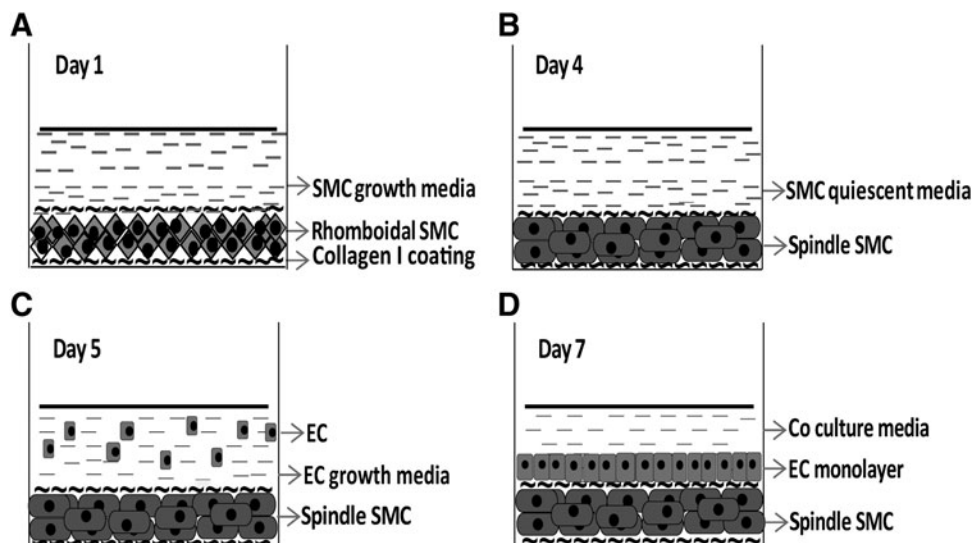 A
Day 1
SMC growth media
Rhomboidal SMC
Collagen I coating
B
Day 4
SMC quiescent media
Spindle SMC
C
Day 5
EC
EC growth media
Spindle SMC
D
Day 7
Co culture media
EC monolayer
Spindle SMC